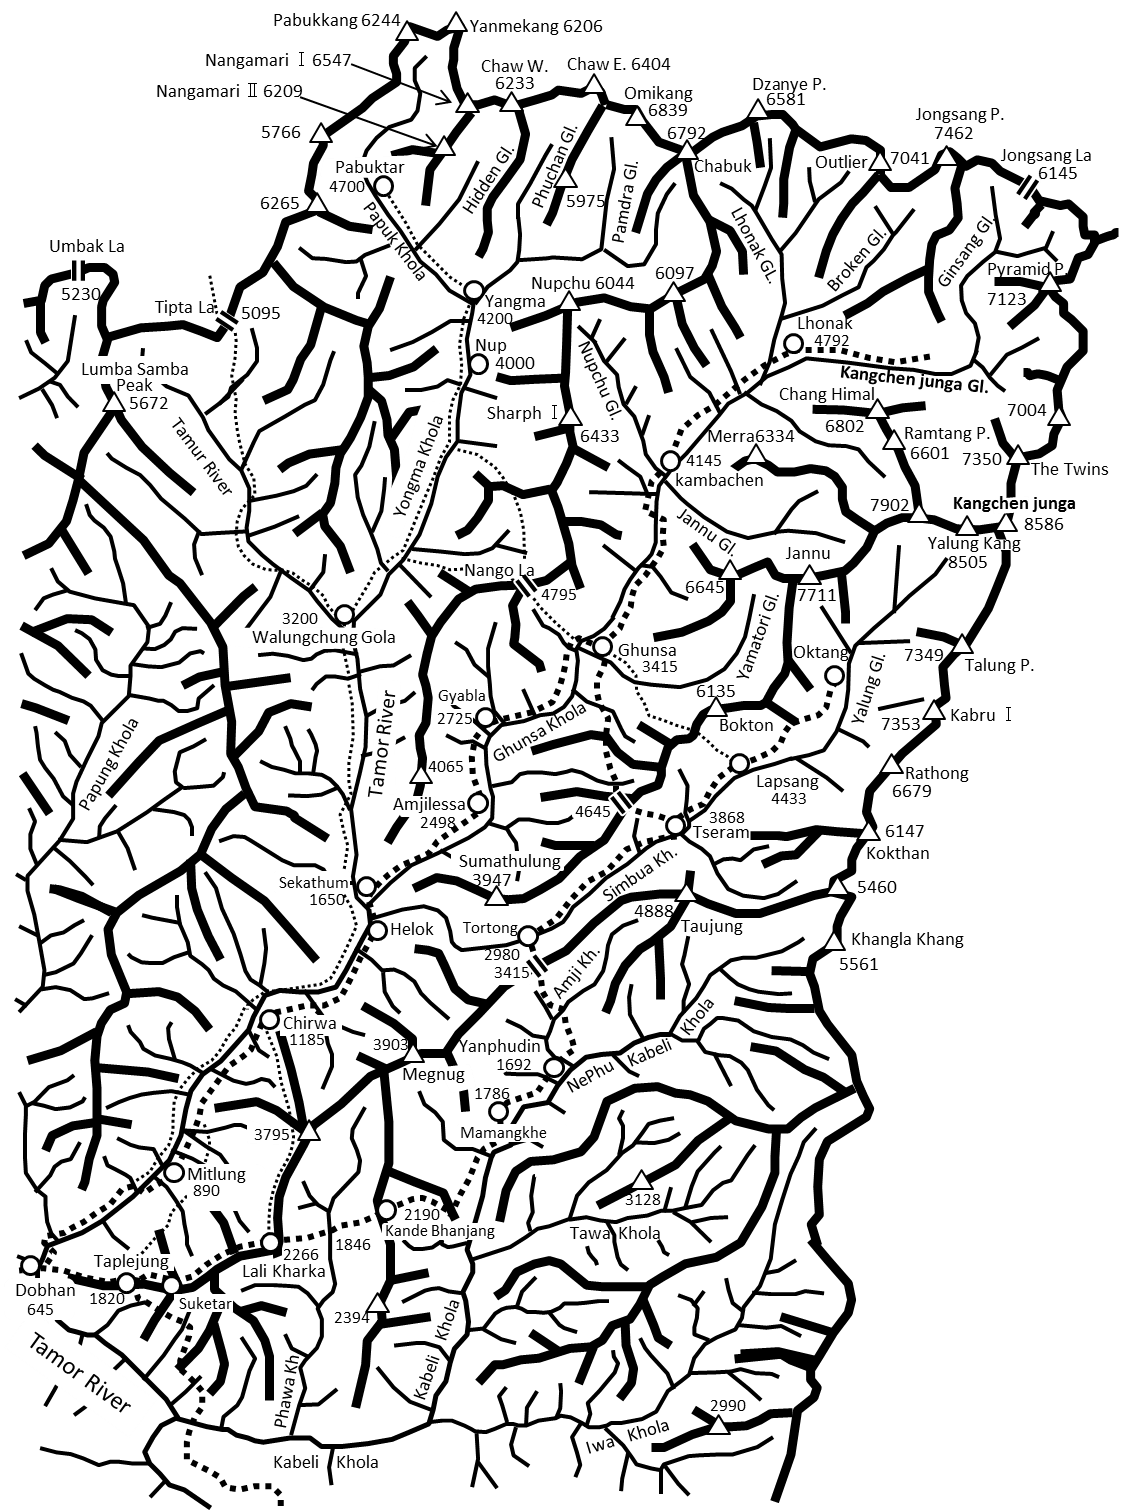 Pabukkang 6244
Yanmekang 6206
Nangamari Ⅰ 6547
Nangamari Ⅱ 6209
Chaw W.
6233
Chaw E. 6404
Omikang
6839
Dzanye P.
6581
Jongsang P.
7462
Jongsang La
6145
5766
6792
Chabuk
Outlier
7041
Pabuktar
4700
Hidden Gl.
Phuchan Gl.
5975
Pamdra Gl.
Lhonak GL.
Broken Gl.
Ginsang GL.
6265
Papuk Khola
Umbak La
5230
Tipta La
5095
Yangma
4200
Nupchu 6044
6097
Pyramid P.
7123
Nup
4000
Lhonak
4792
Lumba Samba
Peak
5672
Nupchu GL.
Kangchen junga Gl.
Chang Himal
6802
7004
Sharph Ⅰ
6433
Tamur River
Yongma Khola
Merra6334
Ramtang P.
6601
7350
The Twins
4145
kambachen
7902
Kangchen junga
8586
Yalung Kang
8505
Jannu GL.
Jannu
7711
6645
Nango La
4795
3200
Walungchung Gola
Ghunsa
3415
Yamatori Gl.
Oktang
7349
Talung P.
Yalung GL.
Gyabla
2725
Ghunsa Khola
6135
Bokton
7353
Kabru Ⅰ
Papung Khola
Tamor River
4065
Lapsang
4433
Rathong
6679
Amjilessa
2498
4645
3868
Tseram
6147
Kokthan
Sumathulung
3947
Simbua Kh.
Sekathum
1650
5460
4888
Taujung
Helok
Tortong
2980
3415
Amji Kh.
Khangla Khang
5561
Chirwa
1185
3903
Megnug
Yanphudin
1692
NePhu Kabeli Khola
1786
Mamangkhe
3795
Mitlung
890
3128
2190
Kande Bhanjang
Tawa Khola
2266
1846
Lali Kharka
Taplejung
1820
Dobhan
645
Suketar
2394
Tamor River
Phawa Kh.
Kabeli Khola
2990
Iwa Khola
Kabeli Khola